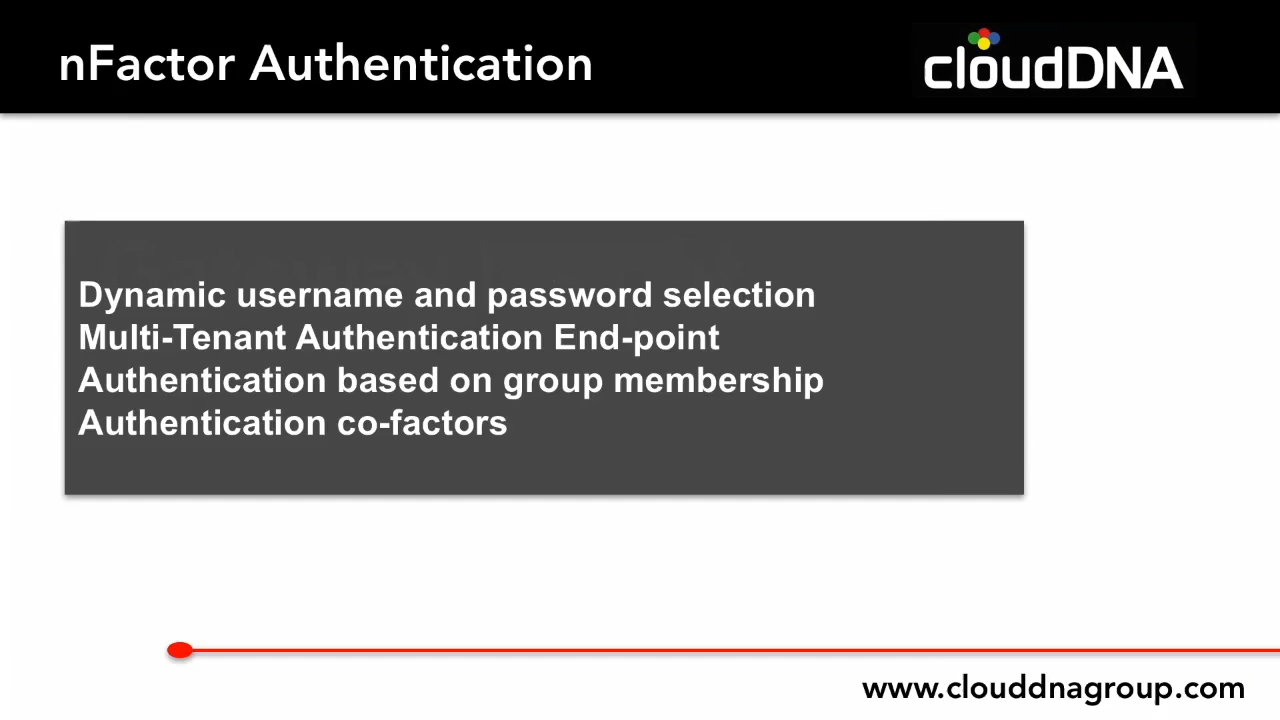 nFactor Authentication
cloudDNA
Dynamic username and password selection
Multi-Tenant Authentication End-point
Authentication based on group membership
Authentication co-factors
www.clouddnagroup.com